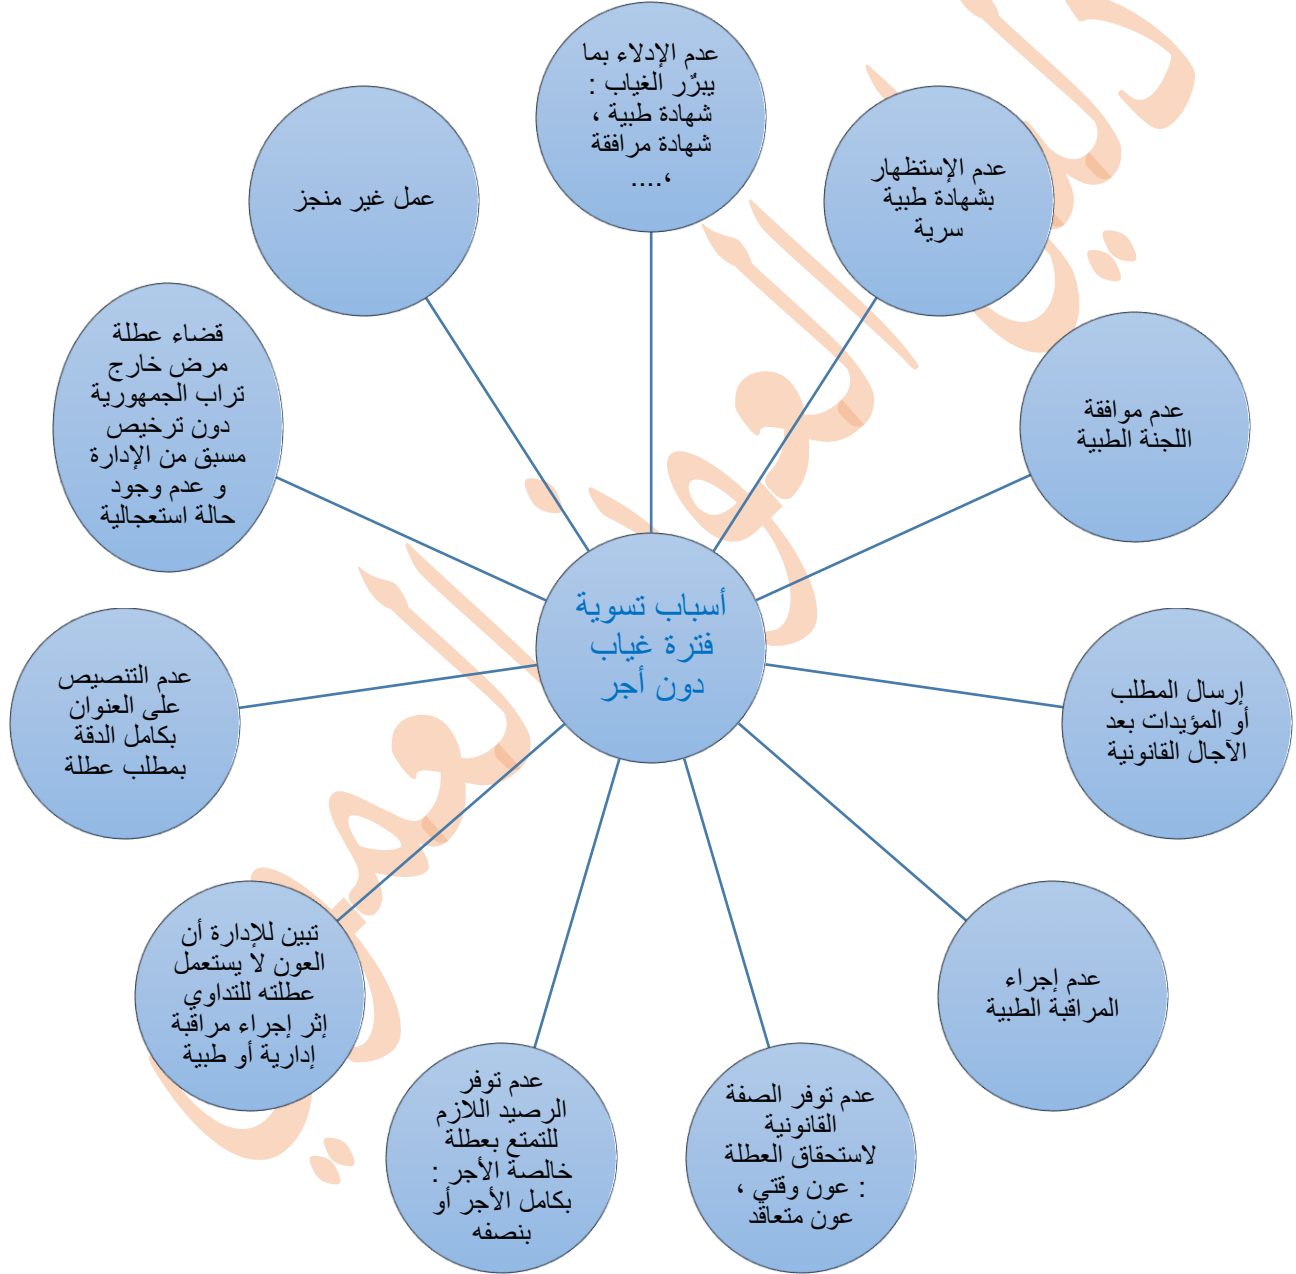 عدم الإدلاء بما
يبرّر الغياب :
شهادة طبية ،
شهادة مرافقة
،....
عدم الإستظهار
بشهادة طبية
سرية
عدم موافقة
اللجنة الطبية
إرسال المطلب
أو المؤيدات بعد
الآجال القانونية
عدم إجراء
المراقبة الطبية
عدم توفر الصفة
القانونية
لاستحقاق العطلة
: عون وقتي ،
عون متعاقد
عدم توفر
الرصيد اللازم
للتمتع بعطلة
خالصة الأجر :
بكامل الأجر أو
بنصفه
تبين للإدارة أن
العون لا يستعمل
عطلته للتداوي
إثر إجراء مراقبة
إدارية أو طبية
عدم التنصيص
على العنوان
بكامل الدقة
بمطلب عطلة
قضاء عطلة
مرض خارج
تراب الجمهورية
دون ترخيص
مسبق من الإدارة
و عدم وجود
حالة استعجالية
عمل غير منجز
أسباب تسوية
فترة غياب
دون أجر